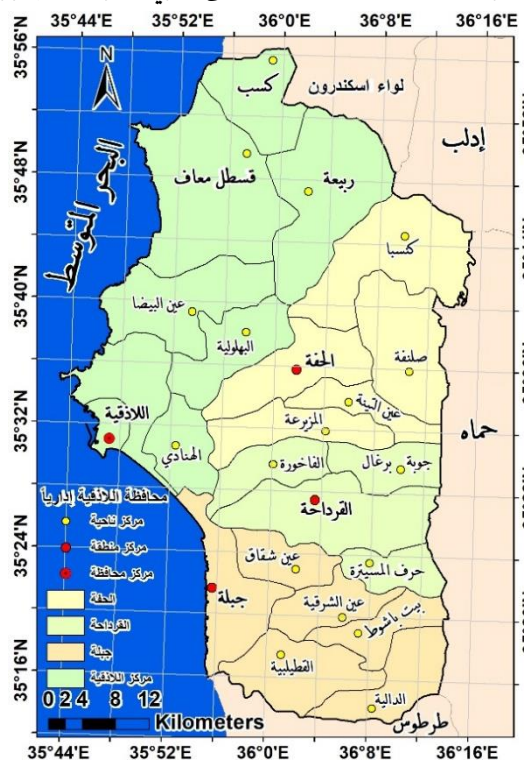 35°44'E
35°52'E
36°0'E
36°8'E
36°16'E
35°56'N
35°48'N
35°40'N
35°32'N
35°24'N
35°16'N
N
كسب
لواء اسكندرون
إدلب
البحر المتوسط
قسطل معاف
ربيعة
كنسبا
عين البيضا
البهلولية
الحفة
صلنفة
عين التينة
اللاذقية
المزيرعة
حماه
الهنادي
الفاخورة
جوبة برغال
القرداحة
محافظة اللاذقية إدارياً
مركز ناحية
مركز منطقة
مركز محافظة
الحفة
القرداحة
جبلة
مركز اللاذقية
عين شقاق
حرف المسيترة
جبلة
عين الشرقية
بيت ياشوط
القطيلبية
الدالية
طرطوس
0 2 4 8 12
Kilometers
35°44'E
35°52'E
36°0'E
36°8'E
36°16'E